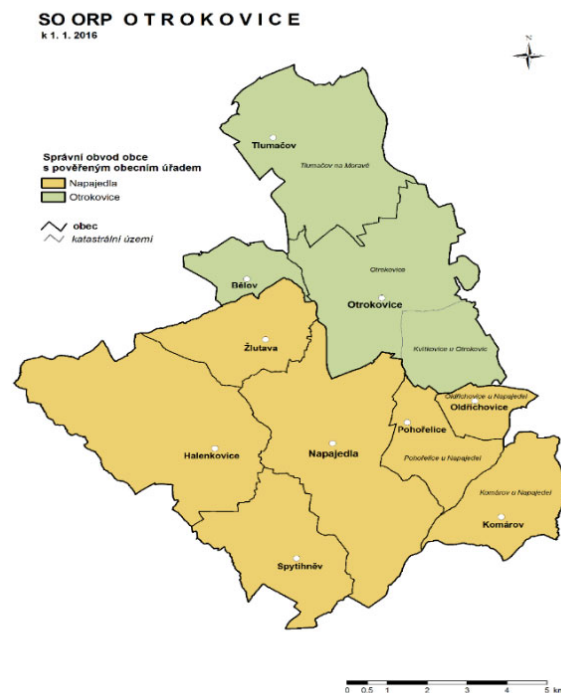 SO ORP OTROKOVICE
k 1. 1. 2016
N
Správní obvod obce
s pověřeným obecním úřadem
Napajedla
Otrokovice
obec
katastrální území
Tlumačov
Tlumačov na Moravě
Otrokovice
Bělov
Otrokovice
Žlutava
Kvítkovice u Otrokovic
Oldřichovice u Napajedel
Oldřichovice
Pohořelice
Halenkovice
Napajedla
Pohořelice u Napajedel
Komárov u Napajedel
Komárov
Spytihněv
0 0.5 1 2 3 4 5 km